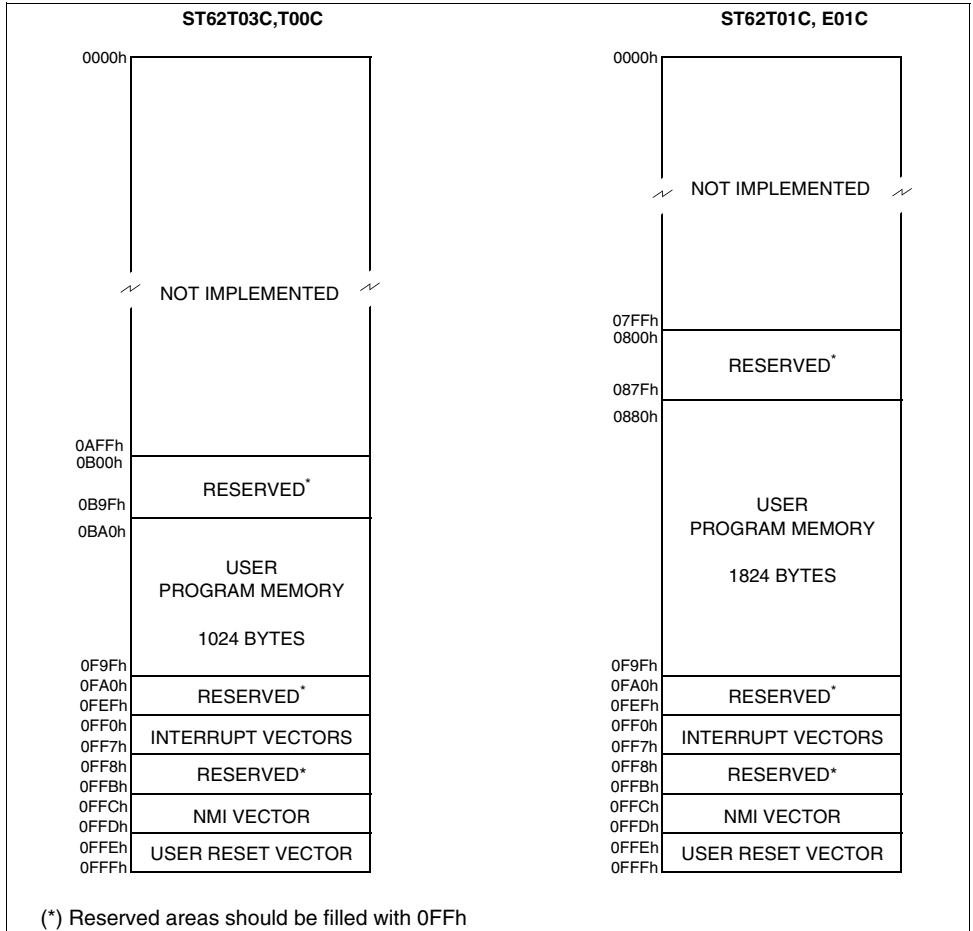 ST62T03C,T00C
0000h
NOT IMPLEMENTED
0AFFh
0B00h
RESERVED*
0B9Fh
0BA0h
USER
PROGRAM MEMORY
1024 BYTES
0F9Fh
0FA0h
RESERVED*
0FEFh
0FF0h
INTERRUPT VECTORS
0FF7h
0FF8h
RESERVED*
0FFBh
0FFCh
NMI VECTOR
0FFDh
0FFEh
USER RESET VECTOR
0FFFh
ST62T01C, E01C
0000h
NOT IMPLEMENTED
07FFh
0800h
RESERVED*
087Fh
0880h
USER
PROGRAM MEMORY
1824 BYTES
0F9Fh
0FA0h
RESERVED*
0FEFh
0FF0h
INTERRUPT VECTORS
0FF7h
0FF8h
RESERVED*
0FFBh
0FFCh
NMI VECTOR
0FFDh
0FFEh
USER RESET VECTOR
0FFFh
(*) Reserved areas should be filled with 0FFh